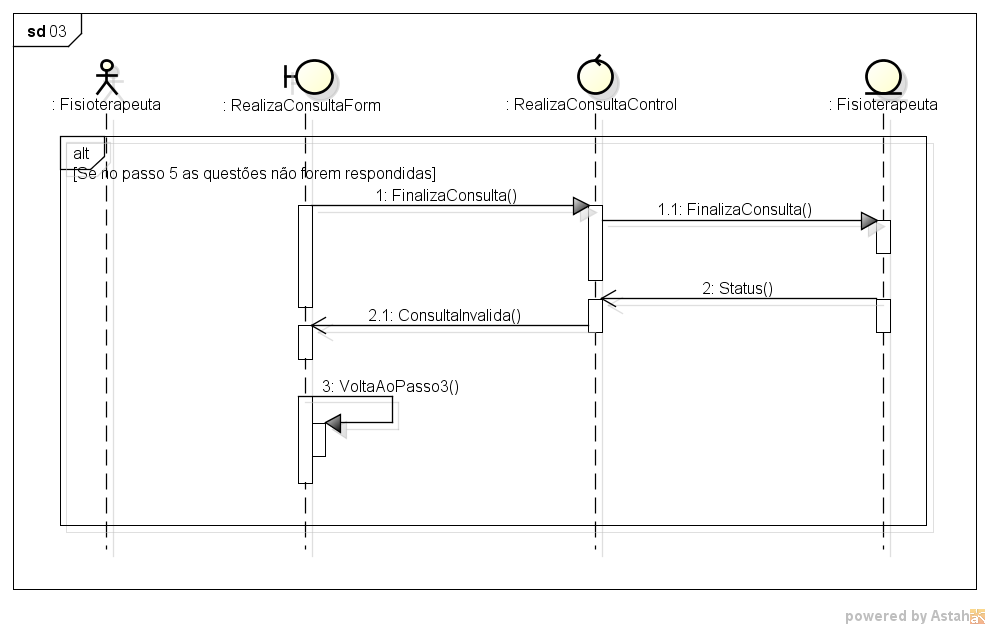 sd 03
: Fisioterapeuta
: RealizaConsultaForm
: RealizaConsultaControl
: Fisioterapeuta
alt
[Se no passo 5 as questões não forem respondidas]
1: FinalizaConsulta()
1.1: FinalizaConsulta()
2: Status()
2.1: ConsultaInvalida()
3: VoltaAoPasso3()
powered by Astah